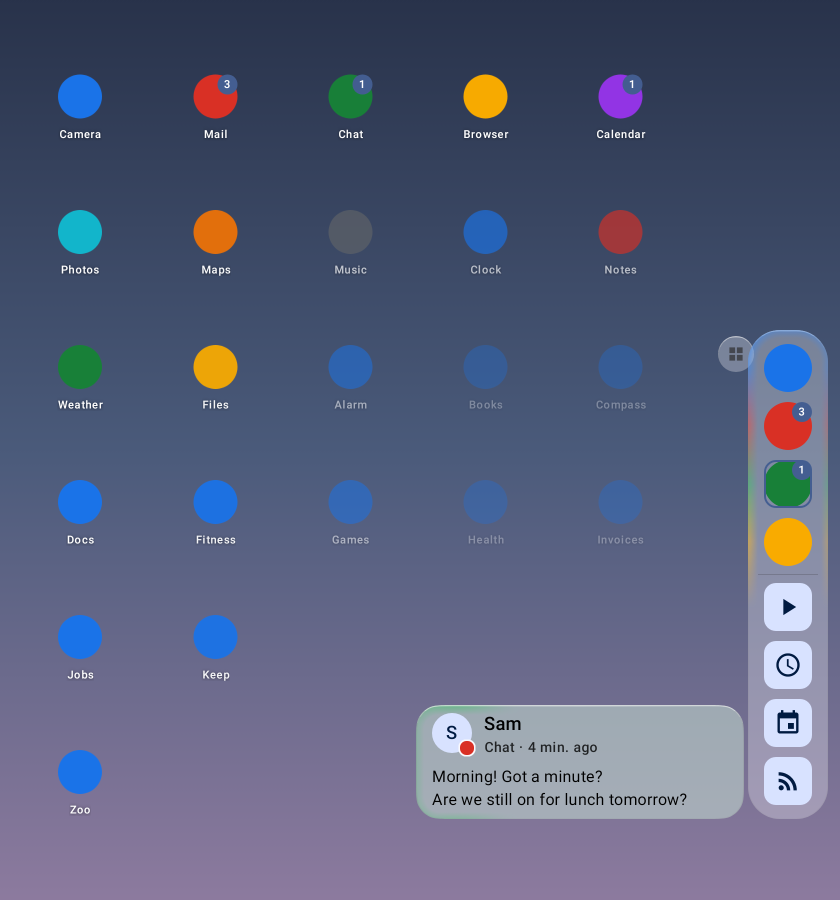 3 1 1
Camera Mail Chat Browser Calendar
Photos Maps Music Clock Notes
Weather Files Alarm Books Compass
3
1
Docs Fitness Games Health Invoices
Jobs Keep
S Sam
Chat · 4 min. ago
Morning! Got a minute?
Are we still on for lunch tomorrow?
Zoo